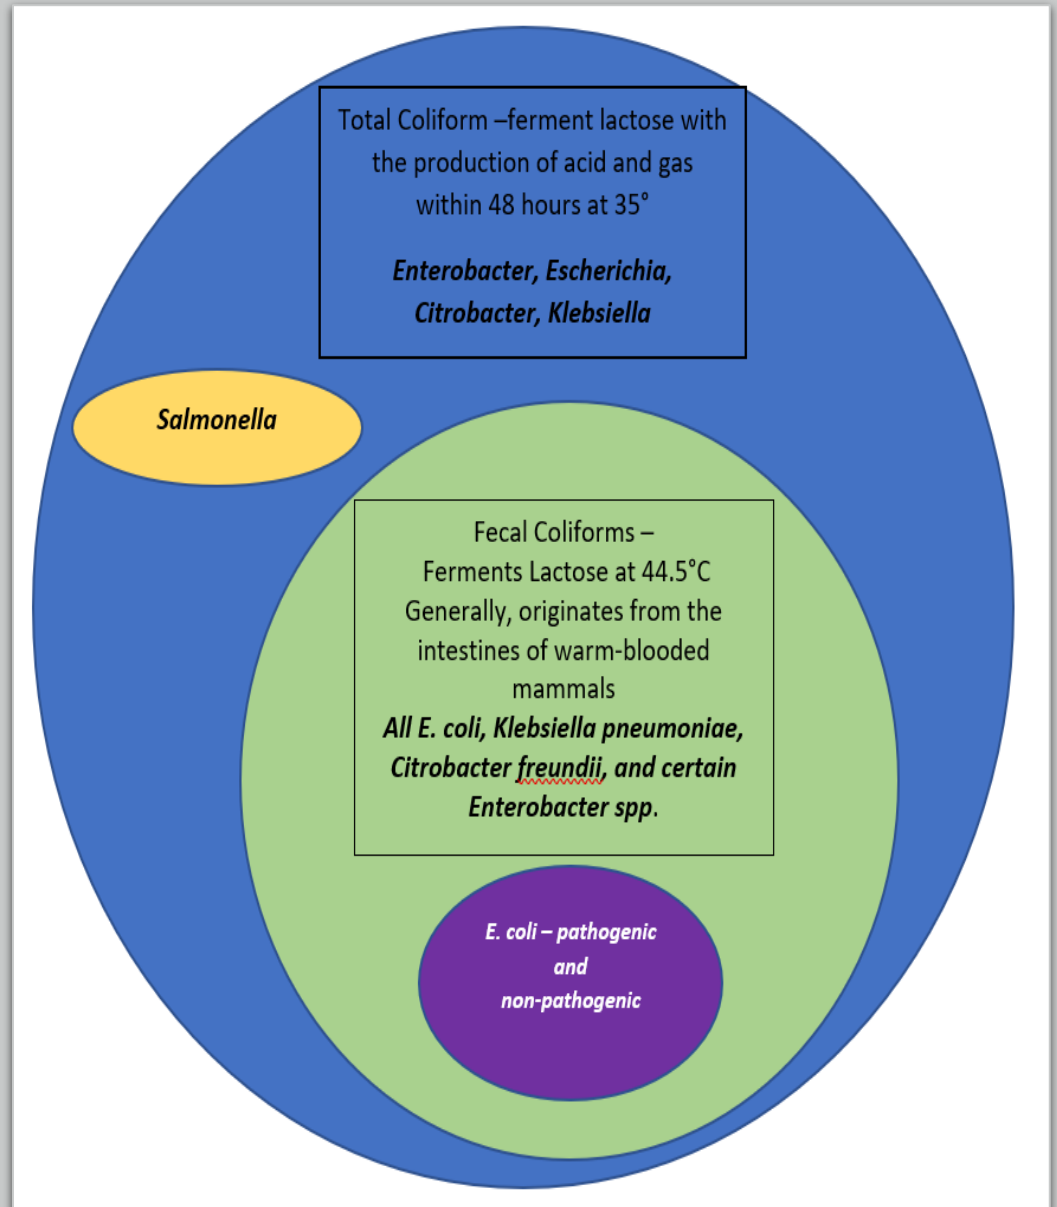 Total Coliform –ferment lactose with
the production of acid and gas
within 48 hours at 35°
Enterobacter, Escherichia,
Citrobacter, Klebsiella
Salmonella
Fecal Coliforms –
Ferments Lactose at 44.5°C
Generally, originates from the
intestines of warm-blooded
mammals
All E. coli, Klebsiella pneumoniae,
Citrobacter freundii, and certain
Enterobacter spp.
E. coli – pathogenic
and
non-pathogenic